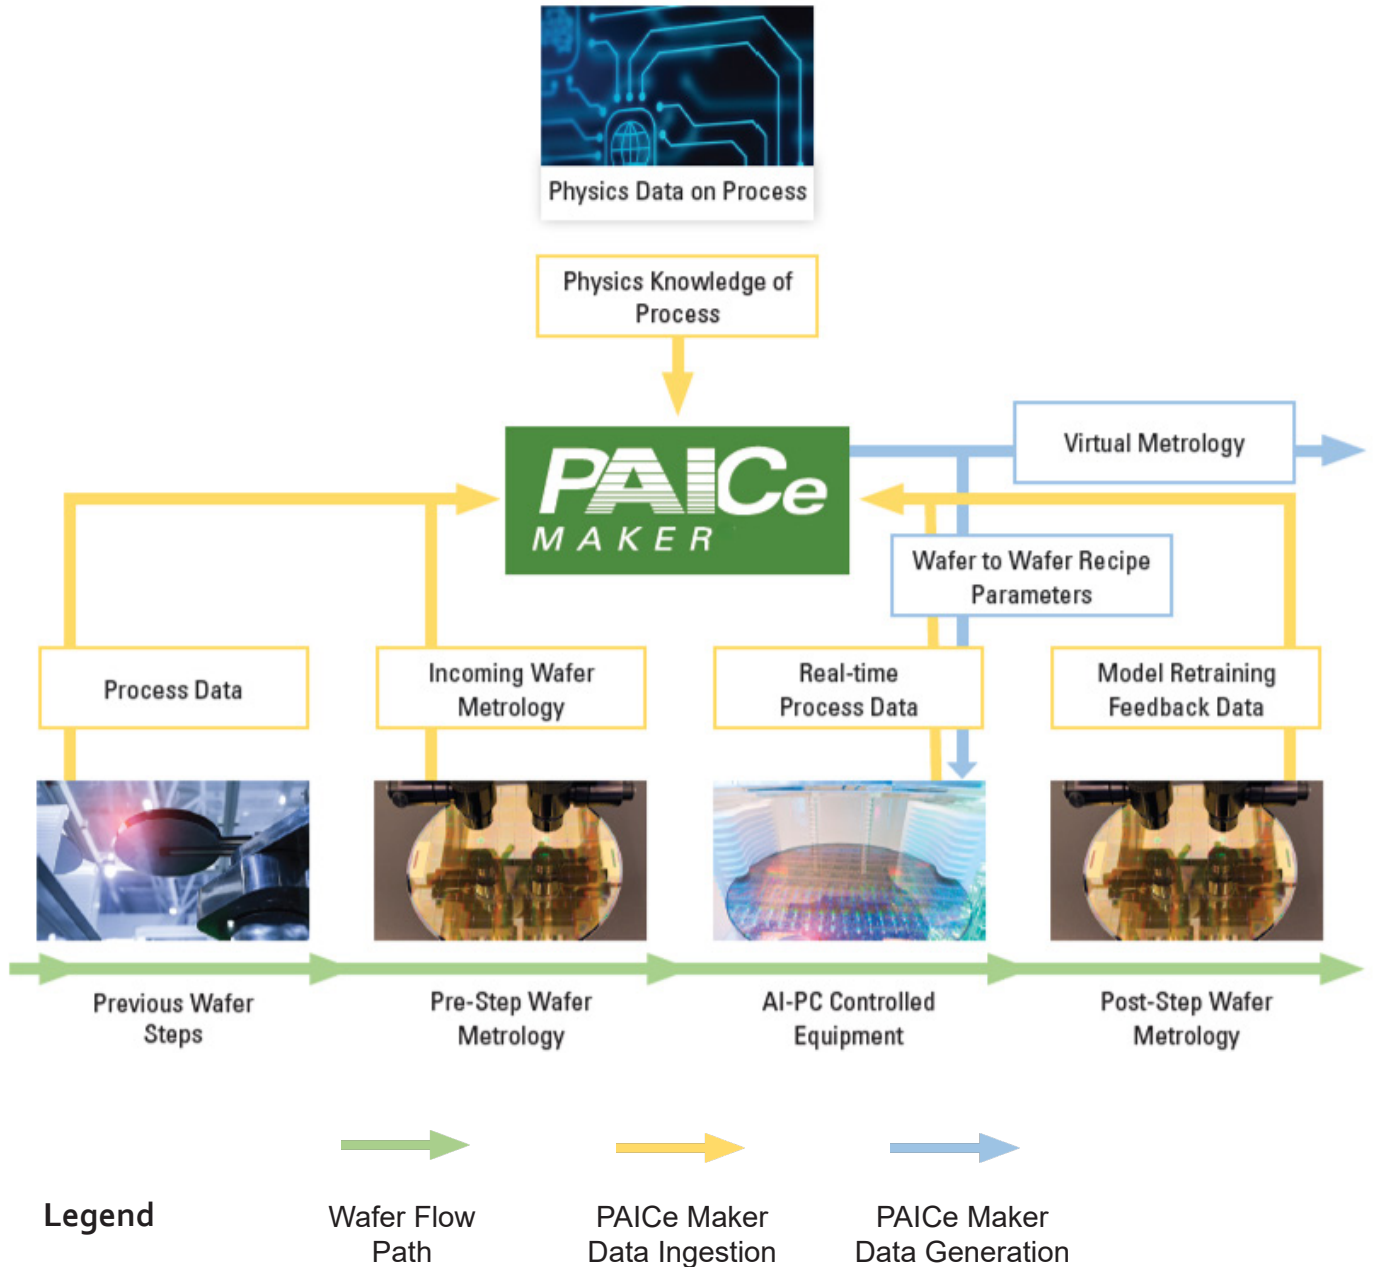 Physics Data on Process
Physics Knowledge of
Process
PAICe
MAKER
Virtual Metrology
Wafer to Wafer Recipe
Parameters
Process Data
Incoming Wafer
Metrology
Real-time
Process Data
Model Retraining
Feedback Data
Previous Wafer
Steps
Pre-Step Wafer
Metrology
AI-PC Controlled
Equipment
Post-Step Wafer
Metrology
Legend
Wafer Flow
Path
PAICe Maker
Data Ingestion
PAICe Maker
Data Generation